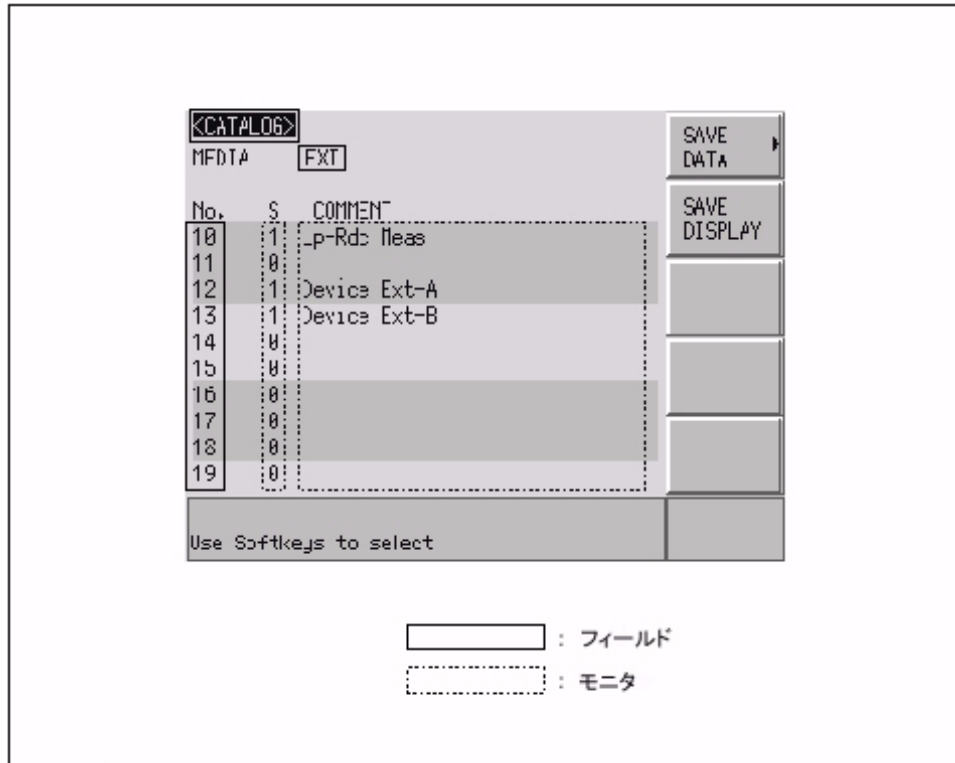 <CATALOG>
MEDIA EXT
No. S COMMENT
10 1 Lp-Rdc Meas
11 0
12 1 Device Ext-A
13 1 Device Ext-B
14 0
15 0
16 0
17 0
18 0
19 0
Use Softkeys to select
SAVE
DATA
SAVE
DISPLAY
: フィールド
: モニタ